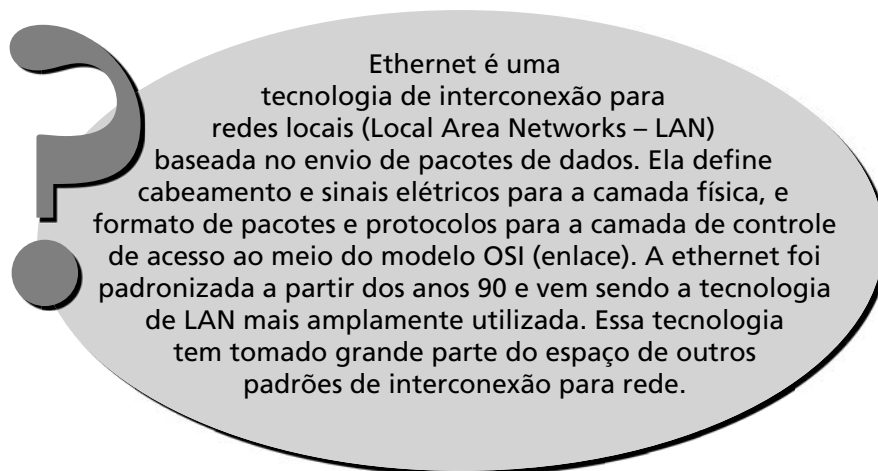 Ethernet é uma
tecnologia de interconexão para
redes locais (Local Area Networks – LAN)
baseada no envio de pacotes de dados. Ela define
cabeamento e sinais elétricos para a camada física, e
formato de pacotes e protocolos para a camada de controle
de acesso ao meio do modelo OSI (enlace). A ethernet foi
padronizada a partir dos anos 90 e vem sendo a tecnologia
de LAN mais amplamente utilizada. Essa tecnologia
tem tomado grande parte do espaço de outros
padrões de interconexão para rede.